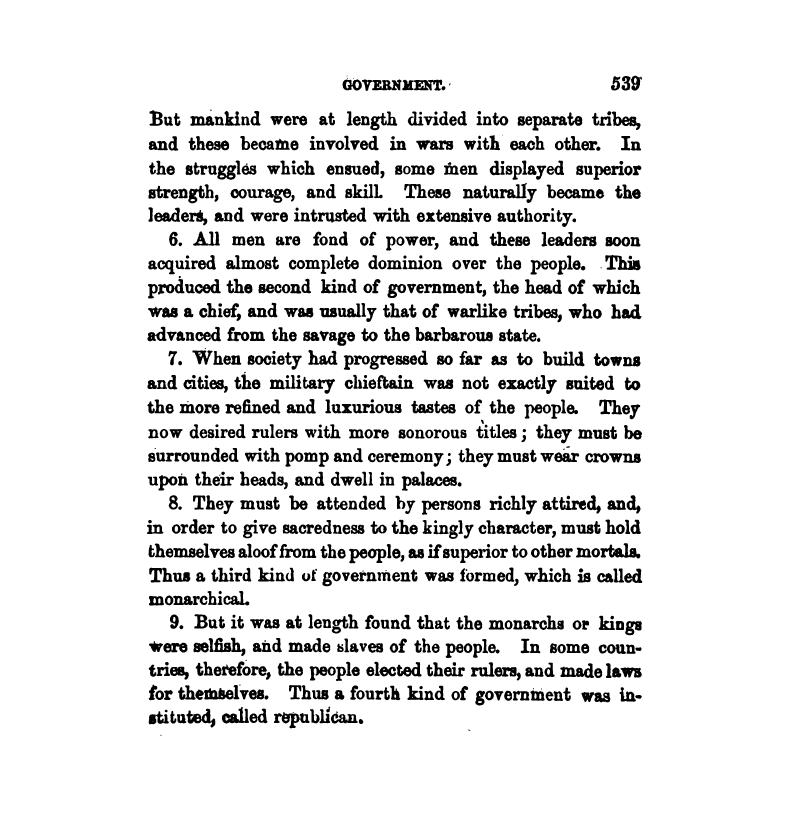 GOVERNMENT. 539
But mankind were at length divided into separate tribes,
and these became involved in wars with each other. In
the struggles which ensued, some men displayed superior
strength, courage, and skill. These naturally became the
leaders, and were intrusted with extensive authority.
6. All men are fond of power, and these leaders soon
acquired almost complete dominion over the people. This
produced the second kind of government, the head of which
was a chief, and was usually that of warlike tribes, who had
advanced from the savage to the barbarous state.
7. When society had progressed so far as to build towns
and cities, the military chieftain was not exactly suited to
the more refined and luxurious tastes of the people. They
now desired rulers with more sonorous titles; they must be
surrounded with pomp and ceremony; they must wear crowns
upon their heads, and dwell in palaces.
8. They must be attended by persons richly attired, and,
in order to give sacredness to the kingly character, must hold
themselves aloof from the people, as if superior to other mortals.
Thus a third kind of government was formed, which is called
monarchical.
9. But it was at length found that the monarchs or kings
were selfish, and made slaves of the people. In some coun-
tries, therefore, the people elected their rulers, and made laws
for themselves. Thus a fourth kind of government was in-
stituted, called republican.